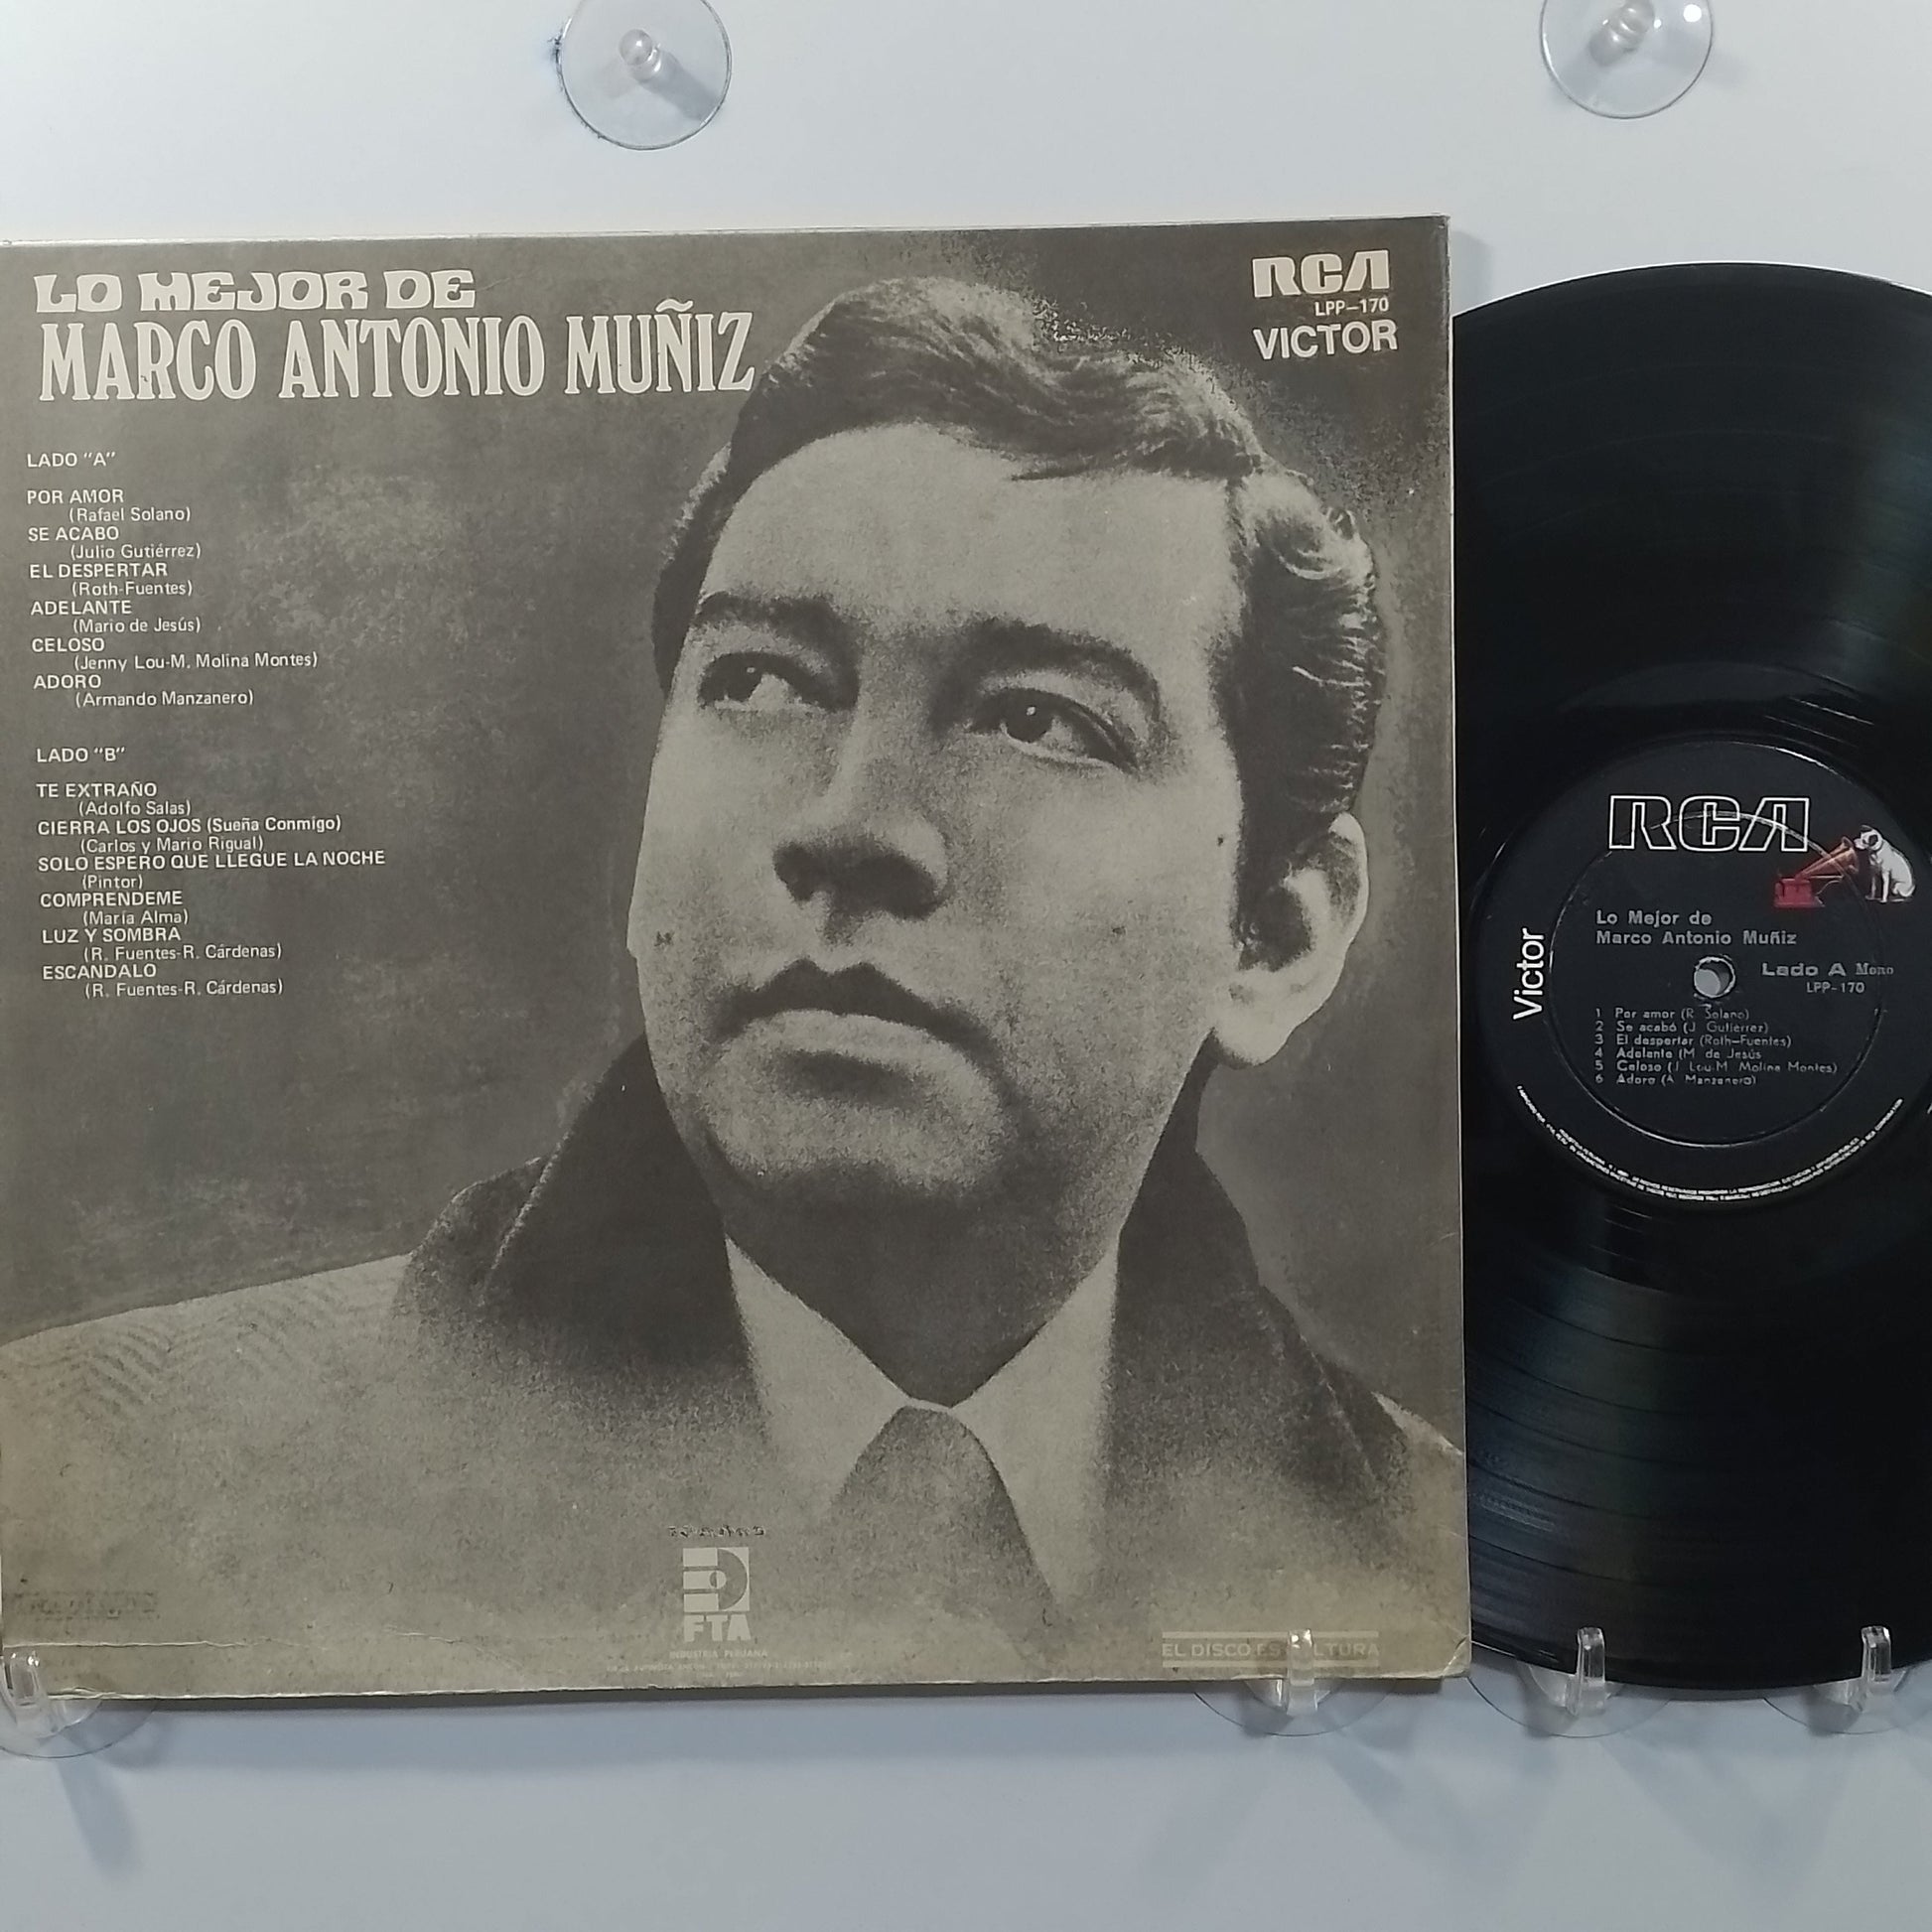 LO MEJOR DE
MARCO ANTONIO MUÑIZ
RCA
LPP-170
VICTOR
LADO "A"
POR AMOR
(Rafael Solano)
SE ACABO
(Julio Gutiérrez)
EL DESPERTAR
(Roth-Fuentes)
ADELANTE
(Mario de Jesús)
CELOSO
(Jenny Lou-M. Molina Montes)
ADORO
(Armando Manzanero)
LADO "B"
TE EXTRAÑO
(Adolfo Salas)
CIERRA LOS OJOS (Sueña Conmigo)
(Carlos y Mario Rigual)
SOLO ESPERO QUE LLEGUE LA NOCHE
(Pintor)
COMPRENDEME
(María Alma)
LUZ Y SOMBRA
(R. Fuentes-R. Cárdenas)
ESCANDALO
(R. Fuentes-R. Cárdenas)
FTA
INDUSTRIA PERUANA
EL DISCO ES
RCA
Victor
Lo Mejor de
Marco Antonio Muñiz
Lado A Mono
LPP-170
1 Por amor (R. Solano)
2 Se acabó (J. Gutierrez)
3 El despertar (Roth-Fuentes)
4 Adelante (M. de Jesús
5 Celoso (J. Lou-M. Molina Montes)
6 Adoro (A. Manzanero)